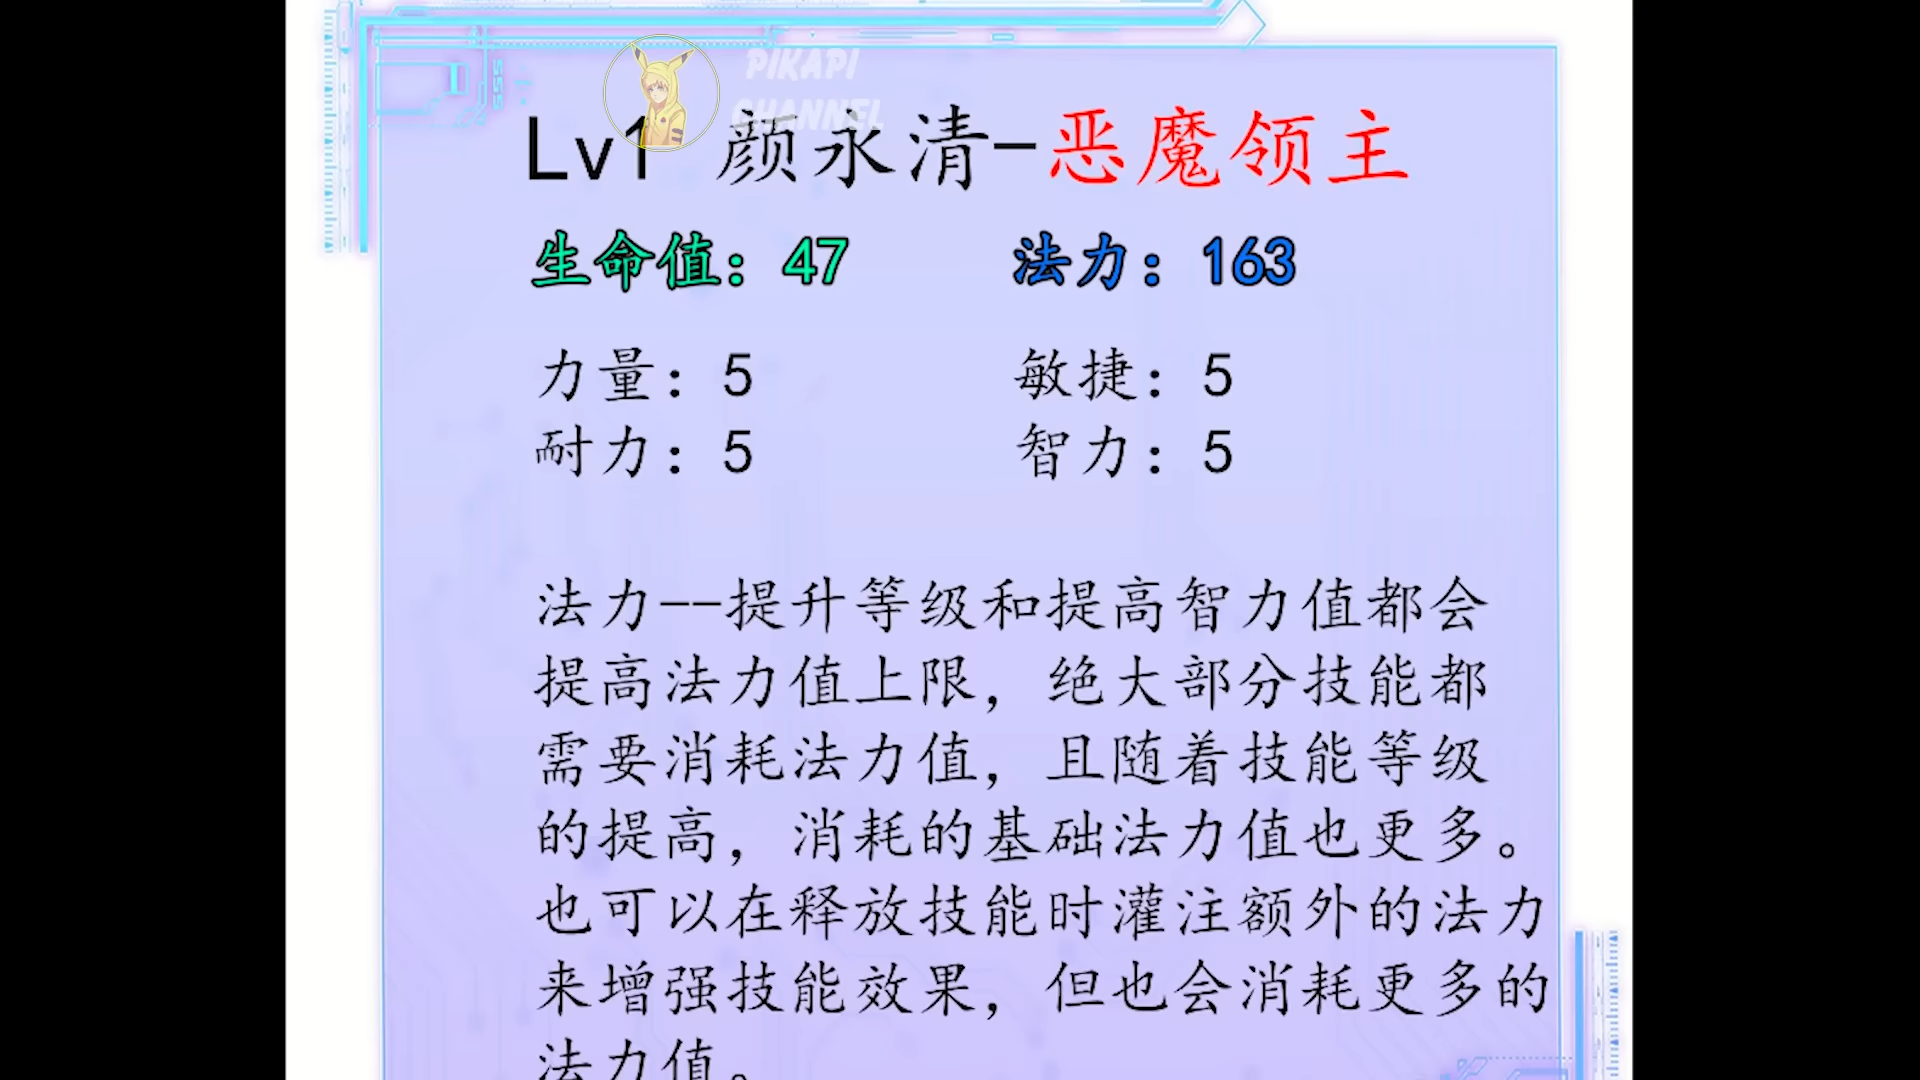 PIKAPI
CHANNEL
Lv1 颜永清-恶魔领主
生命值：47 法力：163
力量：5 敏捷：5
耐力：5 智力：5
法力--提升等级和提高智力值都会
提高法力值上限，绝大部分技能都
需要消耗法力值，且随着技能等级
的提高，消耗的基础法力值也更多。
也可以在释放技能时灌注额外的法力
来增强技能效果，但也会消耗更多的
法力值。